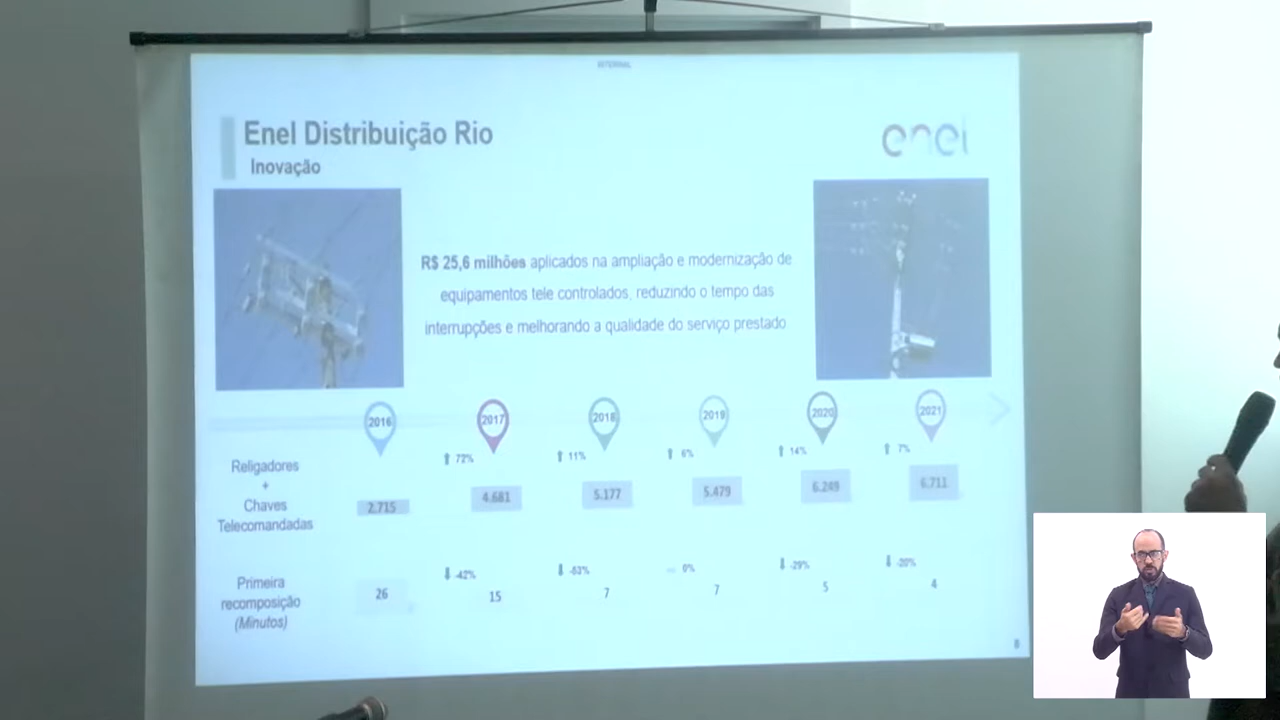 INTERNAL
Enel Distribuição Rio
Inovação
enel
R$ 25,6 milhões aplicados na ampliação e modernização de
equipamentos tele controlados, reduzindo o tempo das
interrupções e melhorando a qualidade do serviço prestado
2016
2017
2018
2019
2020
2021
72%
11%
6%
14%
7%
Religadores
+
Chaves
Telecomandadas
2.715
4.681
5.177
5.479
6.249
6.711
-42%
-53%
0%
-29%
-20%
Primeira
recomposição
(Minutos)
26
15
7
7
5
4
8